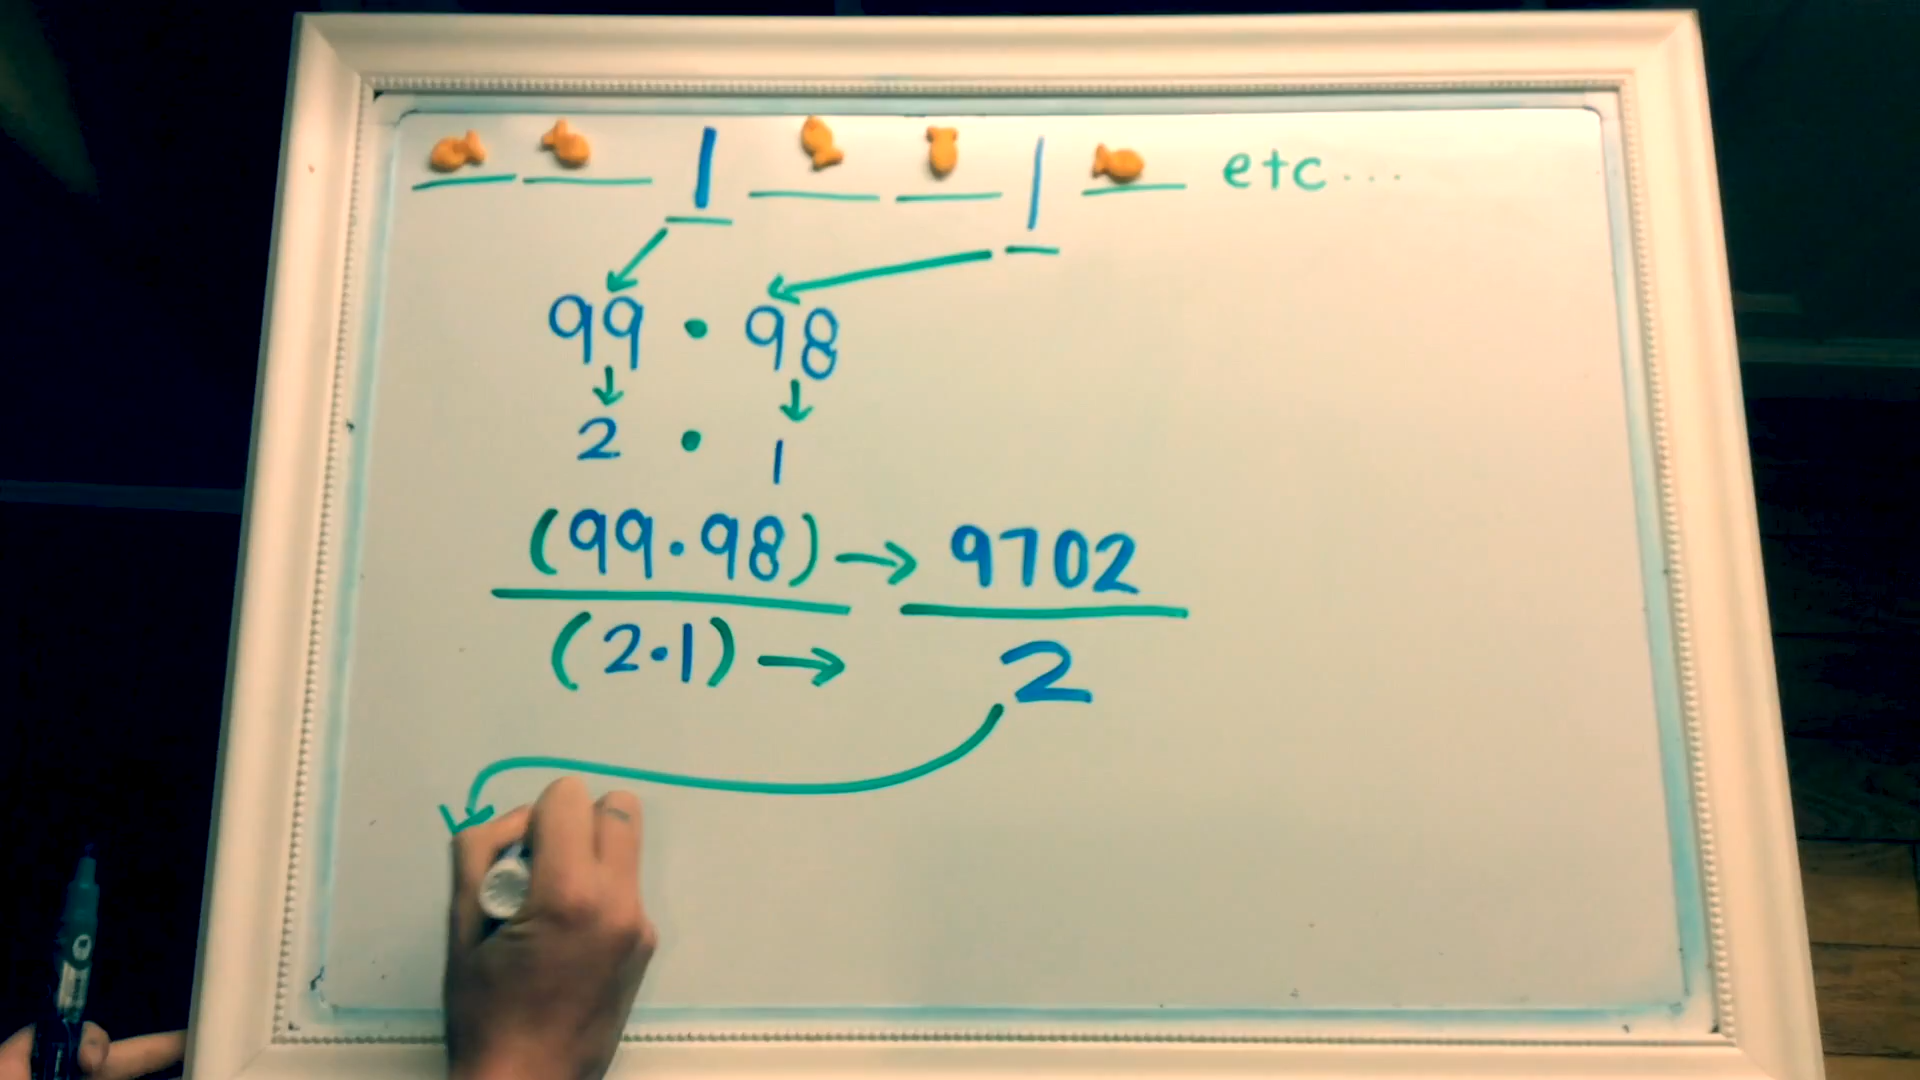 1 1 etc...
99 · 98
2 · 1
(99·98) → 9702
(2·1) → 2